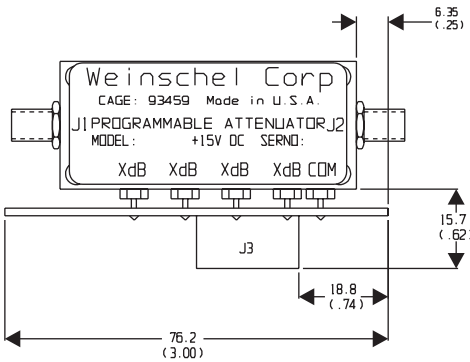 6.35
(.25)
Weinschel Corp
CAGE: 93459 Made in U.S.A.
J1 PROGRAMMABLE ATTENUATOR J2
MODEL: +15V DC SERNO:
XdB XdB XdB XdB COM
15.7
(.62)
J3
18.8
(.74)
76.2
(3.00)